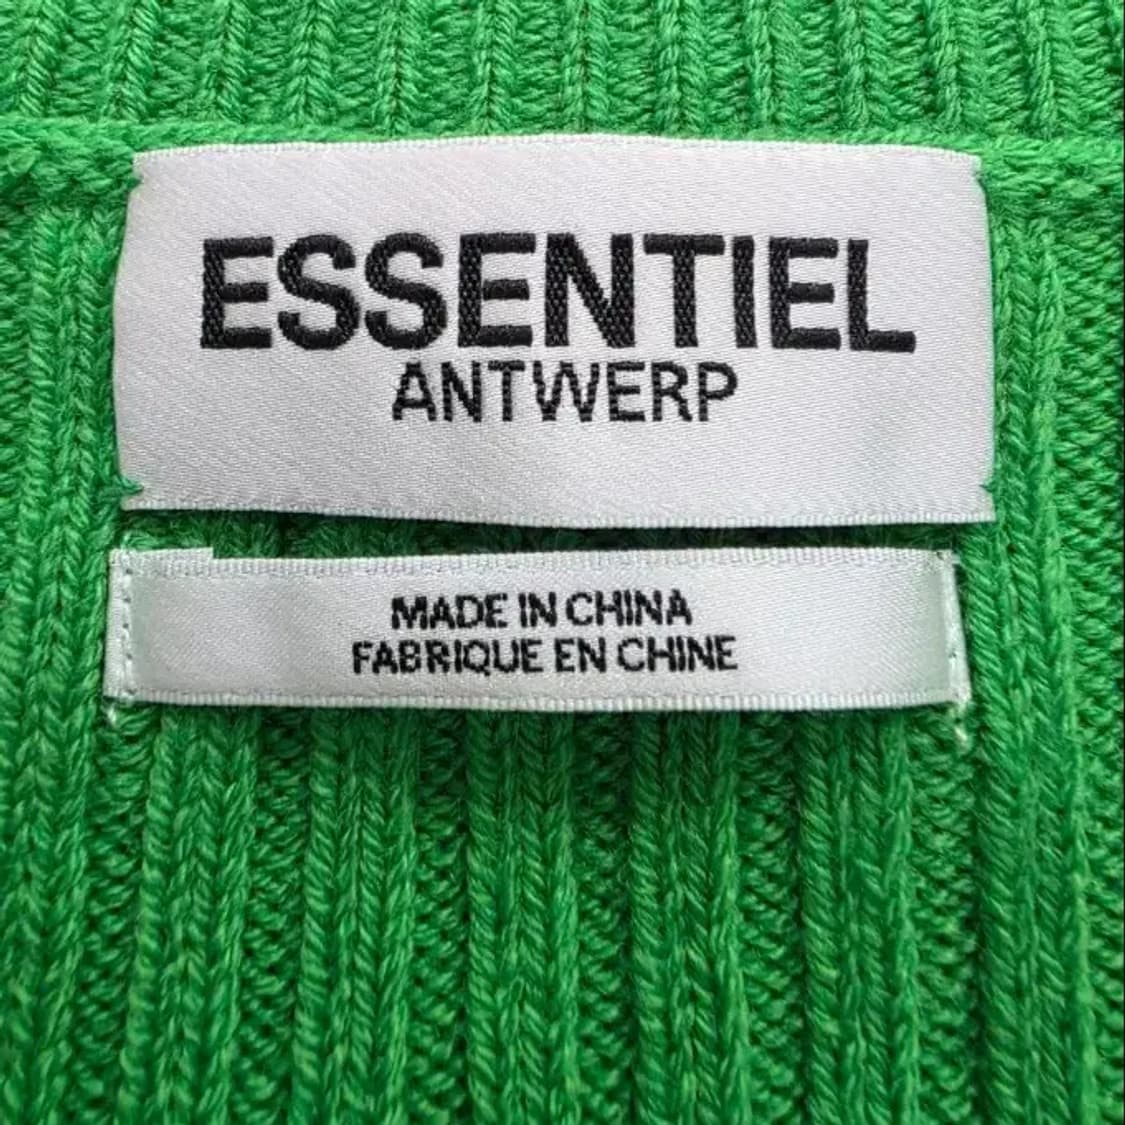 ESSENTIEL
ANTWERP
MADE IN CHINA
FABRIQUE EN CHINE